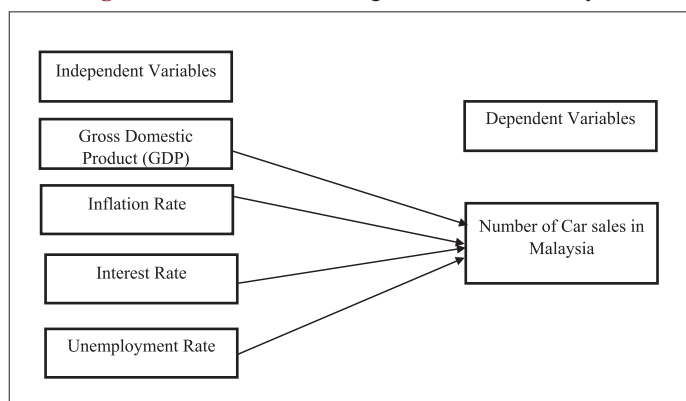 Independent Variables
Gross Domestic
Product (GDP)
Inflation Rate
Interest Rate
Unemployment Rate
Dependent Variables
Number of Car sales in
Malaysia